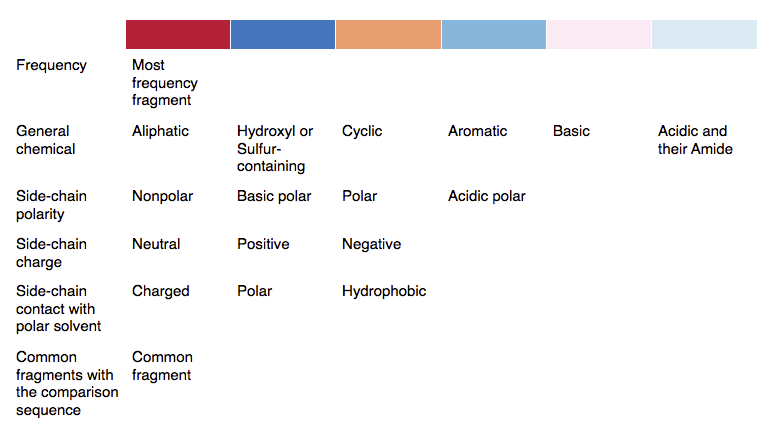 Frequency Most
frequency
fragment
General Aliphatic Hydroxyl or Cyclic Aromatic Basic Acidic and
chemical Sulfur- their Amide
containing
Side-chain Nonpolar Basic polar Polar Acidic polar
polarity
Side-chain Neutral Positive Negative
charge
Side-chain Charged Polar Hydrophobic
contact with
polar solvent
Common Common
fragments with fragment
the comparison
sequence